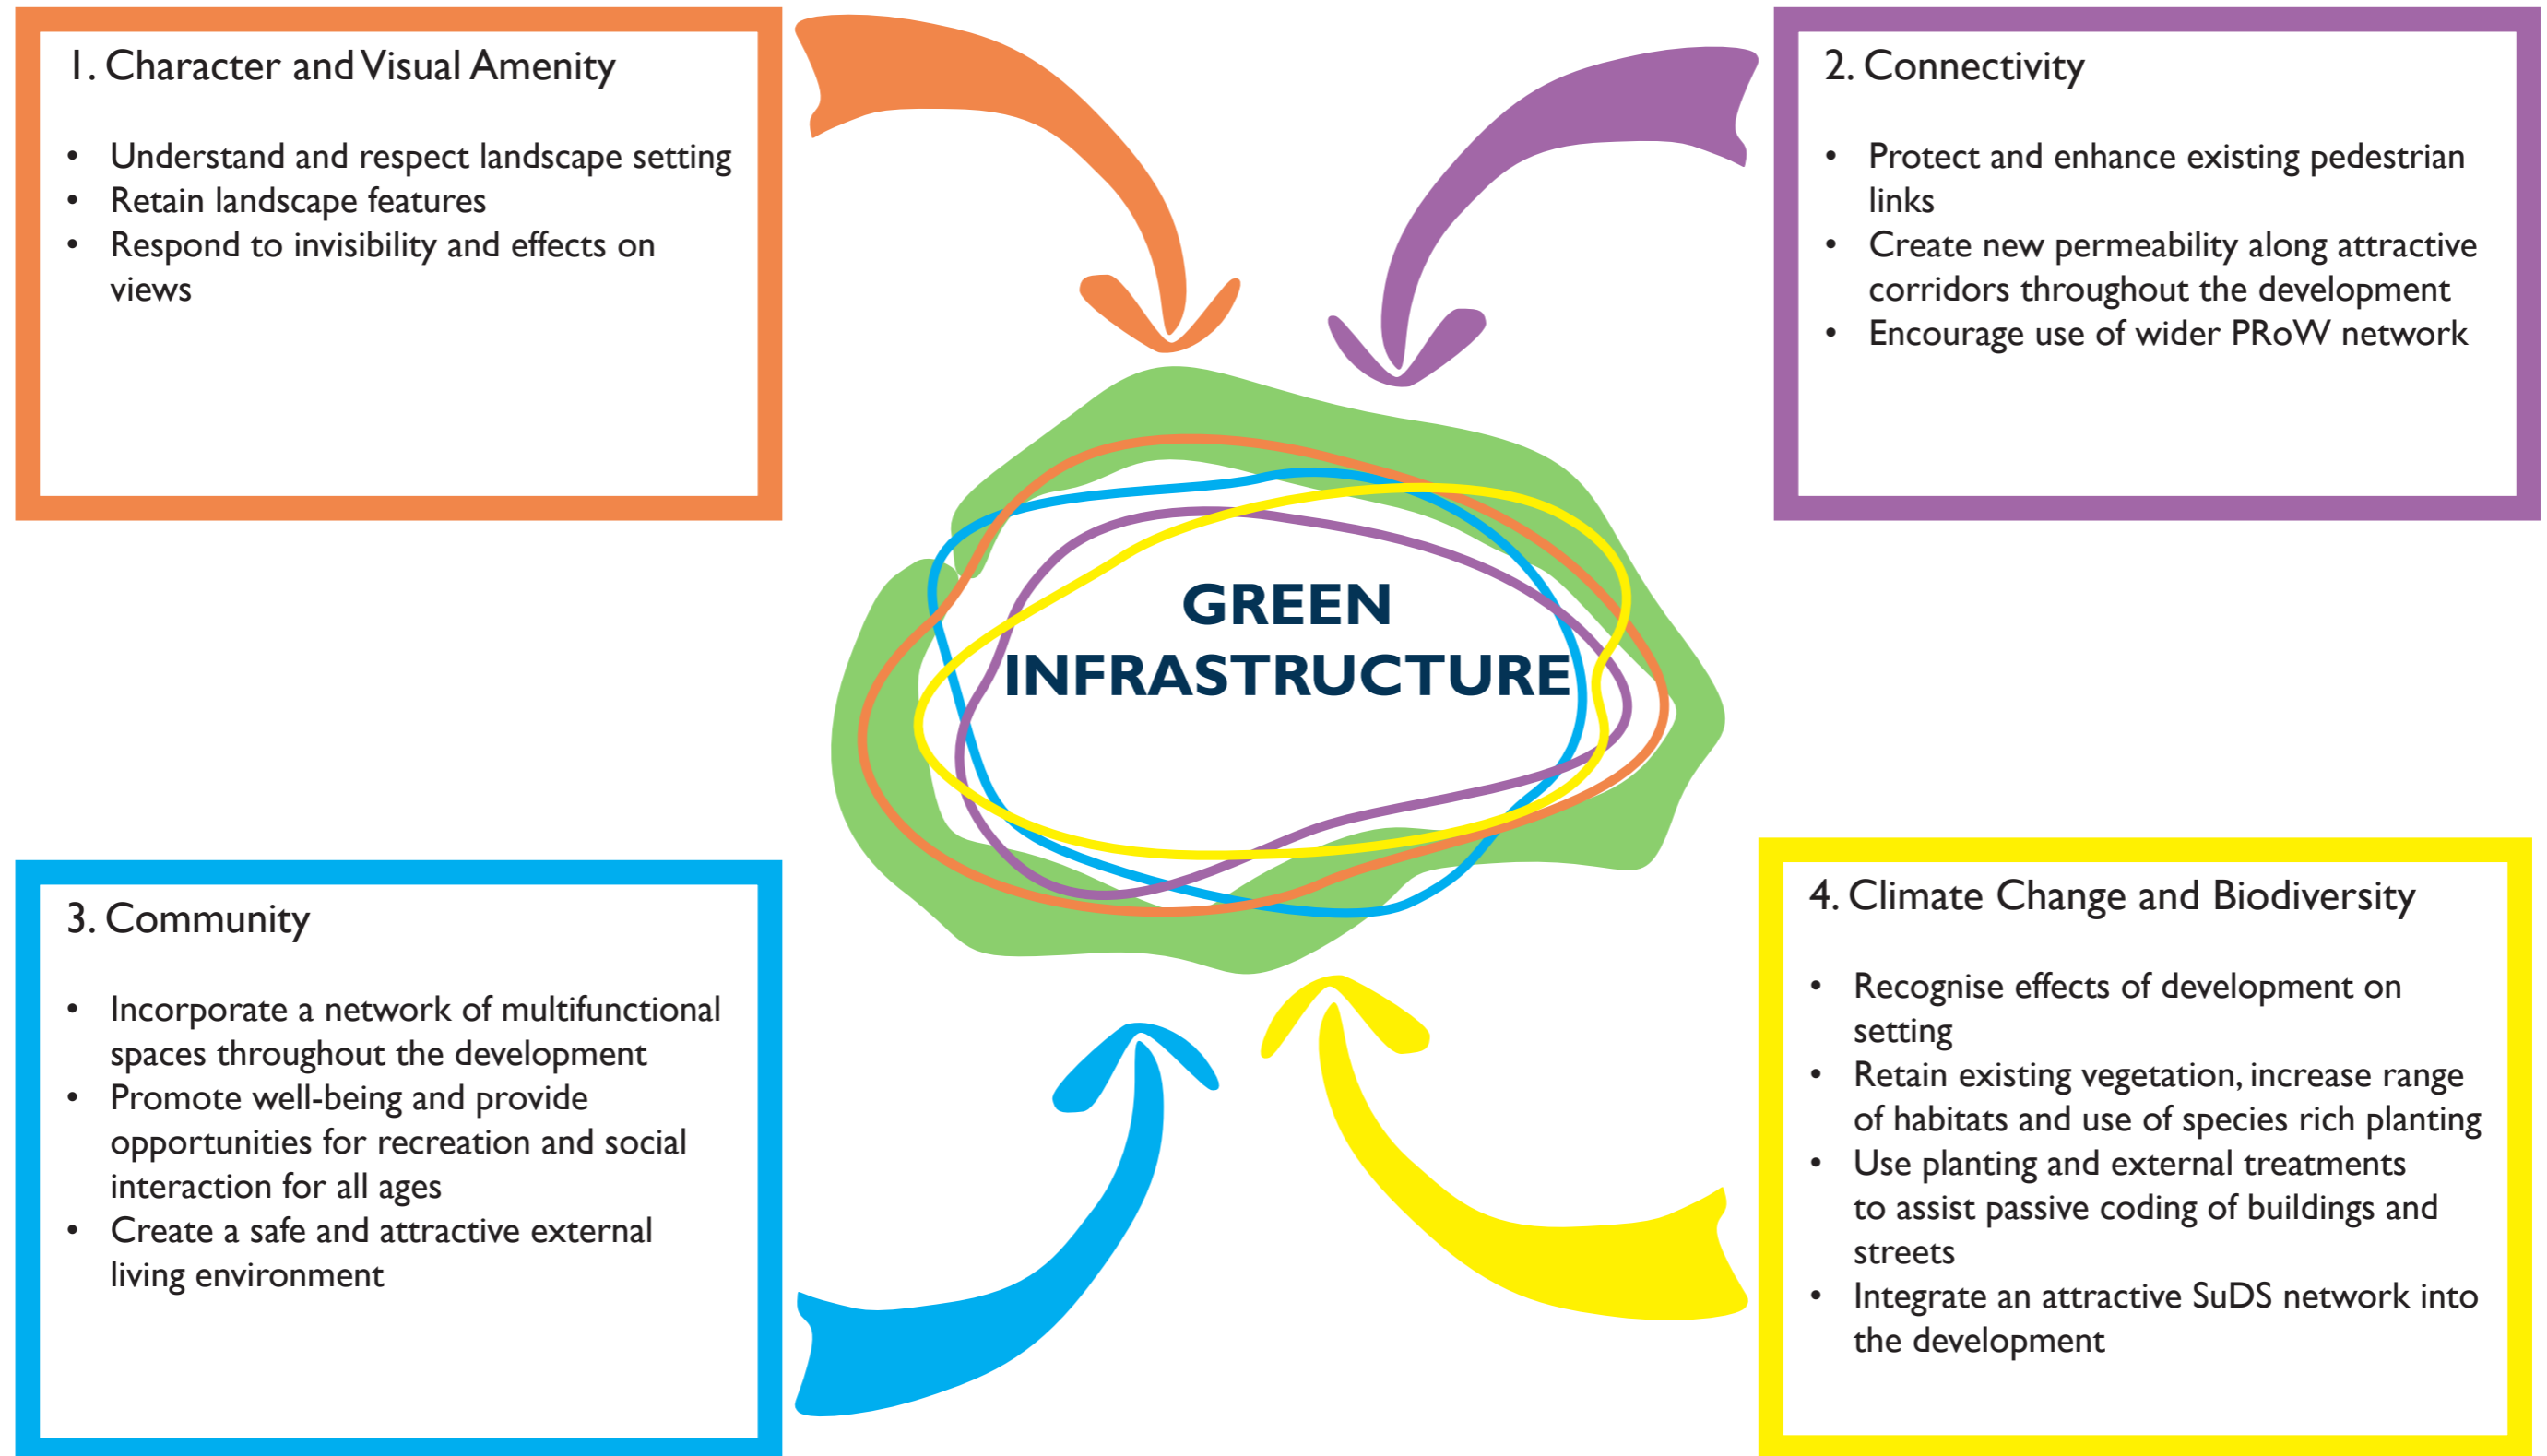 1. Character and Visual Amenity
• Understand and respect landscape setting
• Retain landscape features
• Respond to invisibility and effects on
views
2. Connectivity
• Protect and enhance existing pedestrian
links
• Create new permeability along attractive
corridors throughout the development
• Encourage use of wider PRoW network
GREEN
INFRASTRUCTURE
3. Community
• Incorporate a network of multifunctional
spaces throughout the development
• Promote well-being and provide
opportunities for recreation and social
interaction for all ages
• Create a safe and attractive external
living environment
4. Climate Change and Biodiversity
• Recognise effects of development on
setting
• Retain existing vegetation, increase range
of habitats and use of species rich planting
• Use planting and external treatments
to assist passive coding of buildings and
streets
• Integrate an attractive SuDS network into
the development